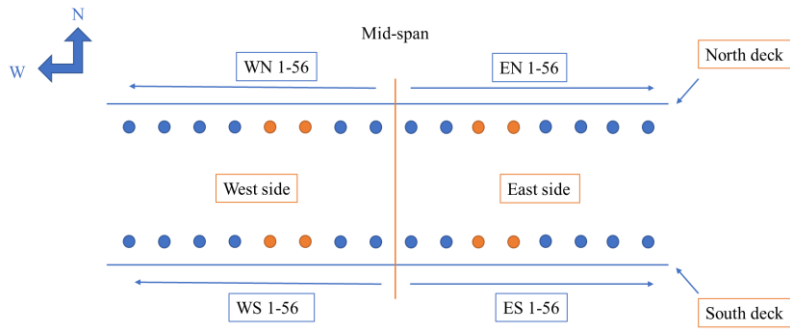 N
Mid-span
W
WN 1-56
EN 1-56
North deck
West side
East side
WS 1-56
ES 1-56
South deck